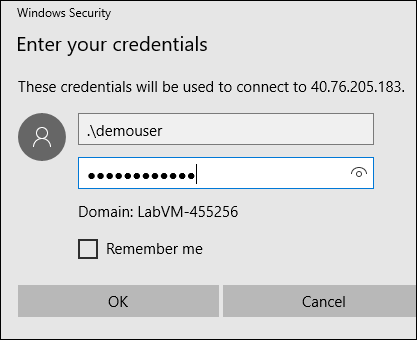 Windows Security
Enter your credentials
These credentials will be used to connect to 40.76.205.183.
.\demouser
●●●●●●●●●●●●
Domain: LabVM-455256
Remember me
OK
Cancel